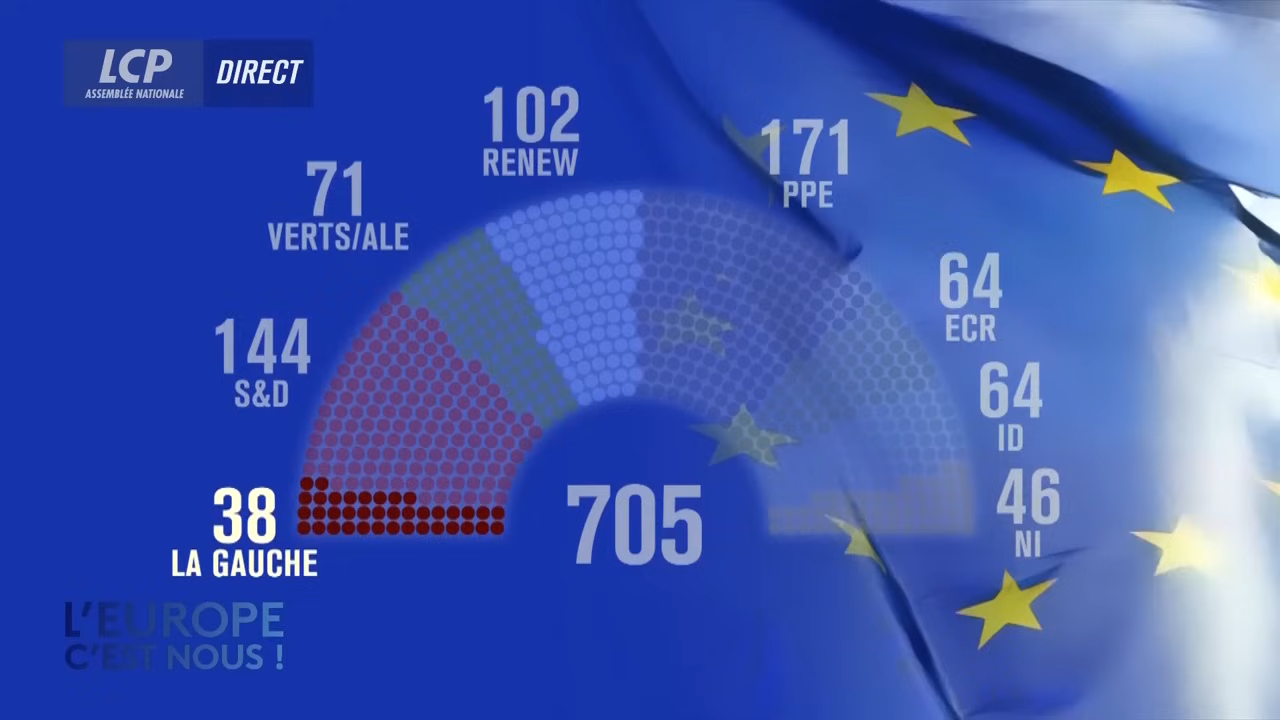 LCP
ASSEMBLÉE NATIONALE
DIRECT
102
RENEW
171
PPE
71
VERTS/ALE
64
ECR
144
S&D
64
ID
38
LA GAUCHE
705
46
NI
L'EUROPE
C'EST NOUS !